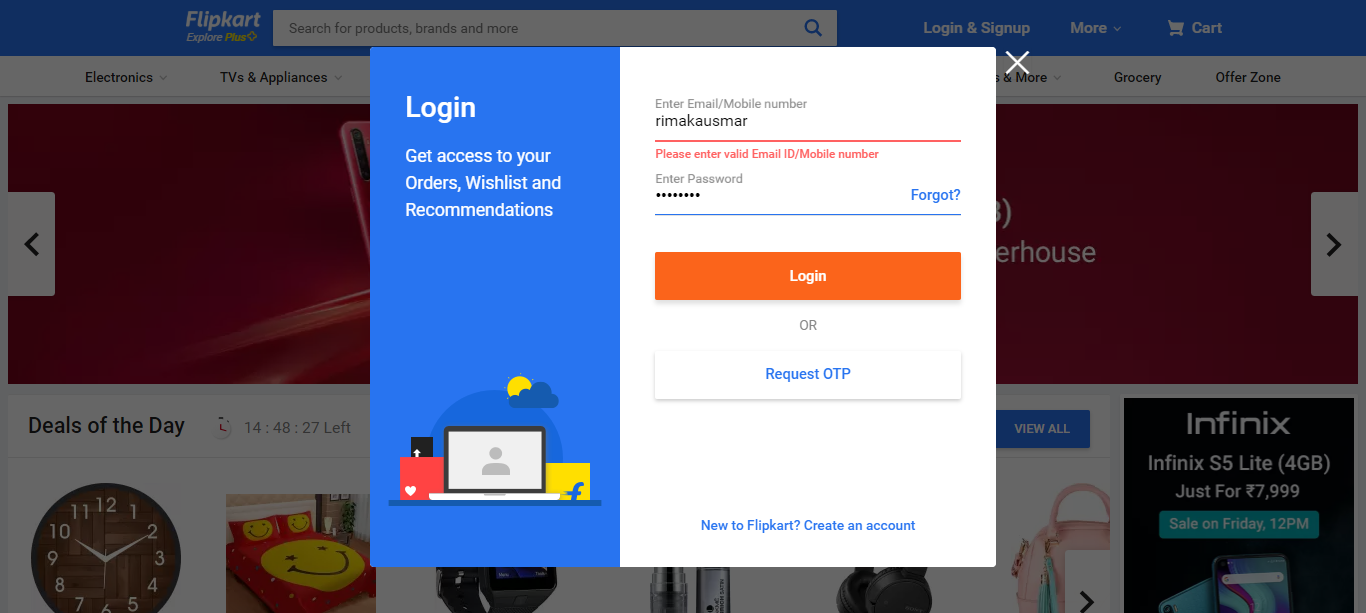 Flipkart
Explore Plus
Search for products, brands and more
Login & Signup
More
Cart
Electronics
TVs & Appliances
& More
Grocery
Offer Zone
Login
Get access to your
Orders, Wishlist and
Recommendations
Enter Email/Mobile number
rimakausmar
Please enter valid Email ID/Mobile number
Enter Password
••••••••
Forgot?
Login
OR
Request OTP
New to Flipkart? Create an account
Deals of the Day
14 : 48 : 27 Left
VIEW ALL
Infinix
Infinix S5 Lite (4GB)
Just For ₹7,999
Sale on Friday, 12PM
11 12 1
10 2
9 3
8 4
7 6 5